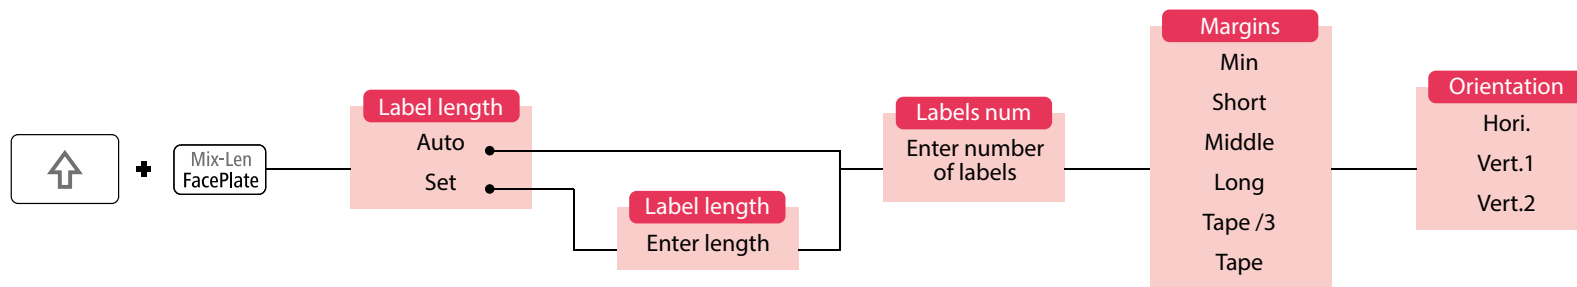 Mix-Len
FacePlate
Label length
Auto
Set
Label length
Enter length
Labels num
Enter number
of labels
Margins
Min
Short
Middle
Long
Tape /3
Tape
Orientation
Hori.
Vert.1
Vert.2